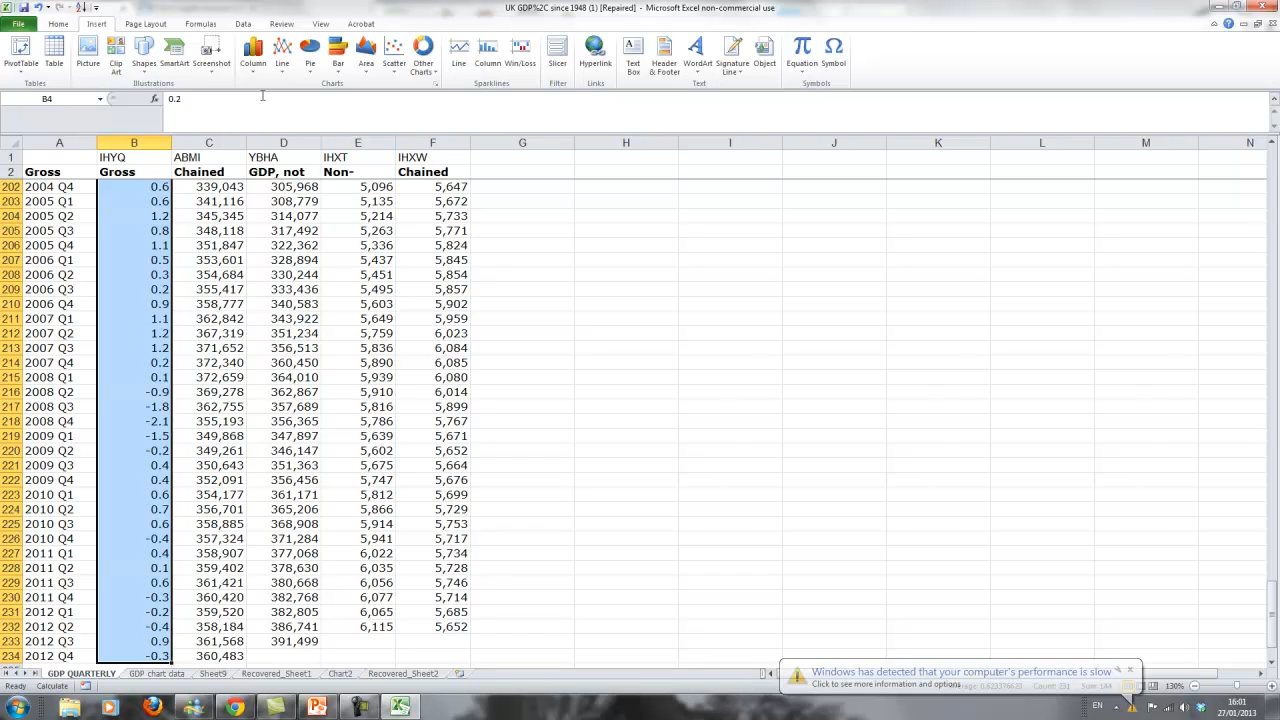 UK GDP%2C since 1948 (1) [Repaired] - Microsoft Excel non-commercial use
File Home Insert Page Layout Formulas Data Review View Acrobat
PivotTable Table Picture Clip Art Shapes SmartArt Screenshot Column Line Pie Bar Area Scatter Other Charts Line Column Win/Loss Slicer Hyperlink Text Box Header & Footer WordArt Signature Line Object Equation Symbol
Tables Illustrations Charts Sparklines Filter Links Text Symbols
B4 fx 0.2
A B C D E F G H I J K L M N
1 IHYQ ABMI YBHA IHXT IHXW
2 Gross Gross Chained GDP, not Non- Chained
202 2004 Q4 0.6 339,043 305,968 5,096 5,647
203 2005 Q1 0.6 341,116 308,779 5,135 5,672
204 2005 Q2 1.2 345,345 314,077 5,214 5,733
205 2005 Q3 0.8 348,118 317,492 5,263 5,771
206 2005 Q4 1.1 351,847 322,362 5,336 5,824
207 2006 Q1 0.5 353,601 328,894 5,437 5,845
208 2006 Q2 0.3 354,684 330,244 5,451 5,854
209 2006 Q3 0.2 355,417 333,436 5,495 5,857
210 2006 Q4 0.9 358,777 340,583 5,603 5,902
211 2007 Q1 1.1 362,842 343,922 5,649 5,959
212 2007 Q2 1.2 367,319 351,234 5,759 6,023
213 2007 Q3 1.2 371,652 356,513 5,836 6,084
214 2007 Q4 0.2 372,340 360,450 5,890 6,085
215 2008 Q1 0.1 372,659 364,010 5,939 6,080
216 2008 Q2 -0.9 369,278 362,867 5,910 6,014
217 2008 Q3 -1.8 362,755 357,689 5,816 5,899
218 2008 Q4 -2.1 355,193 356,365 5,786 5,767
219 2009 Q1 -1.5 349,868 347,897 5,639 5,671
220 2009 Q2 -0.2 349,261 346,147 5,602 5,652
221 2009 Q3 0.4 350,643 351,363 5,675 5,664
222 2009 Q4 0.4 352,091 356,456 5,747 5,676
223 2010 Q1 0.6 354,177 361,171 5,812 5,699
224 2010 Q2 0.7 356,701 365,206 5,866 5,729
225 2010 Q3 0.6 358,885 368,908 5,914 5,753
226 2010 Q4 -0.4 357,324 371,284 5,941 5,717
227 2011 Q1 0.4 358,907 377,068 6,022 5,734
228 2011 Q2 0.1 359,402 378,630 6,035 5,728
229 2011 Q3 0.6 361,421 380,668 6,056 5,746
230 2011 Q4 -0.3 360,420 382,768 6,077 5,714
231 2012 Q1 -0.2 359,520 382,805 6,065 5,685
232 2012 Q2 -0.4 358,184 386,741 6,115 5,652
233 2012 Q3 0.9 361,568 391,499
234 2012 Q4 -0.3 360,483
GDP QUARTERLY GDP chart data Sheet9 Recovered_Sheet1 Chart2 Recovered_Sheet2
Windows has detected that your computer's performance is slow
Click to see more information and options
Ready Calculate Count: 231 Sum: 144 130%
EN 16:01
27/01/2013